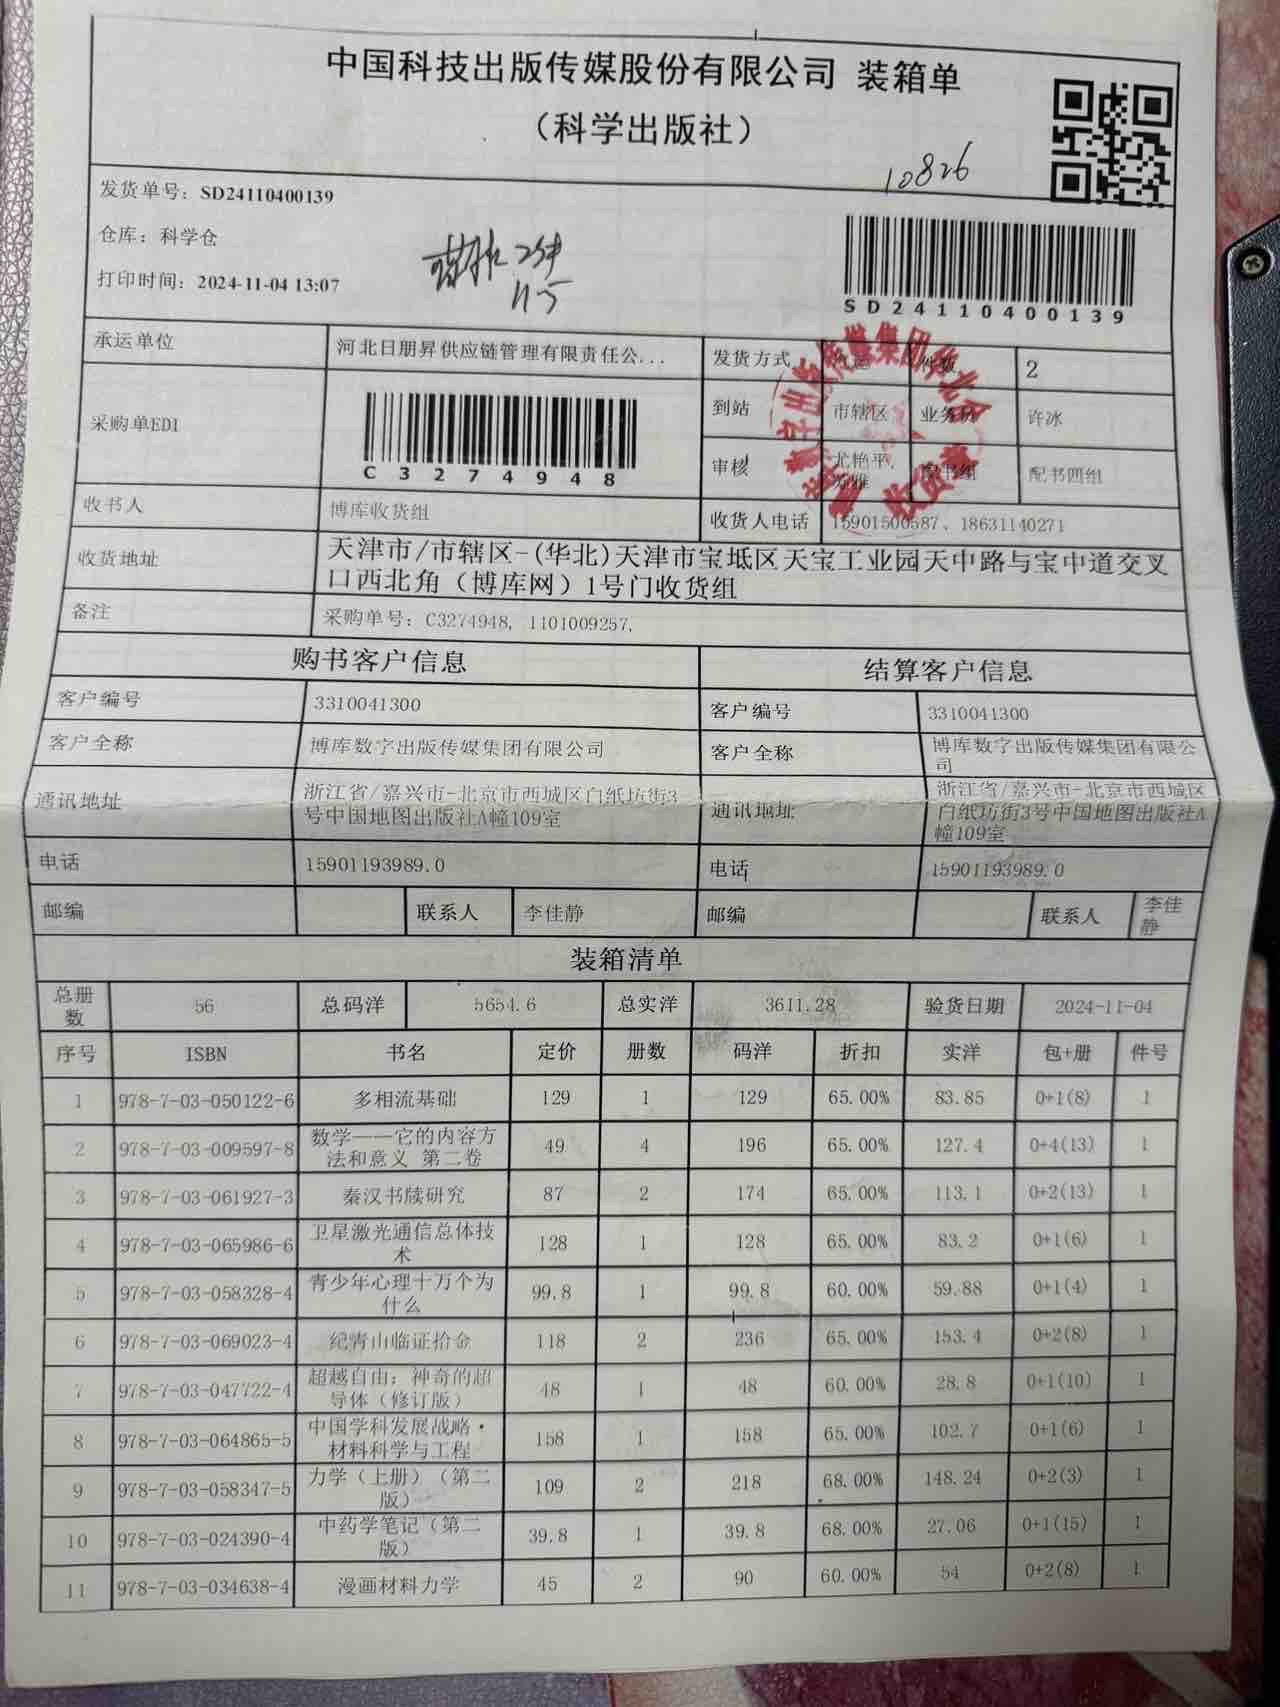 中国科技出版传媒股份有限公司 装箱单
（科学出版社）
10826
发货单号：SD24110400139
仓库：科学仓
打印时间：2024-11-04 13:07
11.5
SD24110400139
承运单位 河北日朋昇供应链管理有限责任公... 发货方式 件数 2
采购单EDI C3274948 到站 市辖区 业务员 许冰
审核 尤艳平, 配书组 配书四组
收书人 博库收货组 收货人电话 15901500587、18631140271
收货地址 天津市/市辖区-(华北)天津市宝坻区天宝工业园天中路与宝中道交叉
口西北角（博库网）1号门收货组
备注 采购单号：C3274948, 1101009257,
购书客户信息 结算客户信息
客户编号 3310041300 客户编号 3310041300
客户全称 博库数字出版传媒集团有限公司 客户全称 博库数字出版传媒集团有限公
司
通讯地址 浙江省/嘉兴市-北京市西城区白纸坊街3
号中国地图出版社A幢109室
通讯地址 浙江省/嘉兴市-北京市西城区
白纸坊街3号中国地图出版社A
幢109室
电话 15901193989.0 电话 15901193989.0
邮编 联系人 李佳静 邮编 联系人 李佳
静
装箱清单
总册
数 56 总码洋 5654.6 总实洋 3611.28 验货日期 2024-11-04
序号 ISBN 书名 定价 册数 码洋 折扣 实洋 包+册 件号
1 978-7-03-050122-6 多相流基础 129 1 129 65.00% 83.85 0+1(8) 1
2 978-7-03-009597-8 数学——它的内容方
法和意义 第二卷 49 4 196 65.00% 127.4 0+4(13) 1
3 978-7-03-061927-3 秦汉书牍研究 87 2 174 65.00% 113.1 0+2(13) 1
4 978-7-03-065986-6 卫星激光通信总体技
术 128 1 128 65.00% 83.2 0+1(6) 1
5 978-7-03-058328-4 青少年心理十万个为
什么 99.8 1 99.8 60.00% 59.88 0+1(4) 1
6 978-7-03-069023-4 纪青山临证拾金 118 2 236 65.00% 153.4 0+2(8) 1
7 978-7-03-047722-4 超越自由：神奇的超
导体（修订版） 48 1 48 60.00% 28.8 0+1(10) 1
8 978-7-03-064865-5 中国学科发展战略·
材料科学与工程 158 1 158 65.00% 102.7 0+1(6) 1
9 978-7-03-058347-5 力学（上册）（第二
版） 109 2 218 68.00% 148.24 0+2(3) 1
10 978-7-03-024390-4 中药学笔记（第二
版） 39.8 1 39.8 68.00% 27.06 0+1(15) 1
11 978-7-03-034638-4 漫画材料力学 45 2 90 60.00% 54 0+2(8) 1